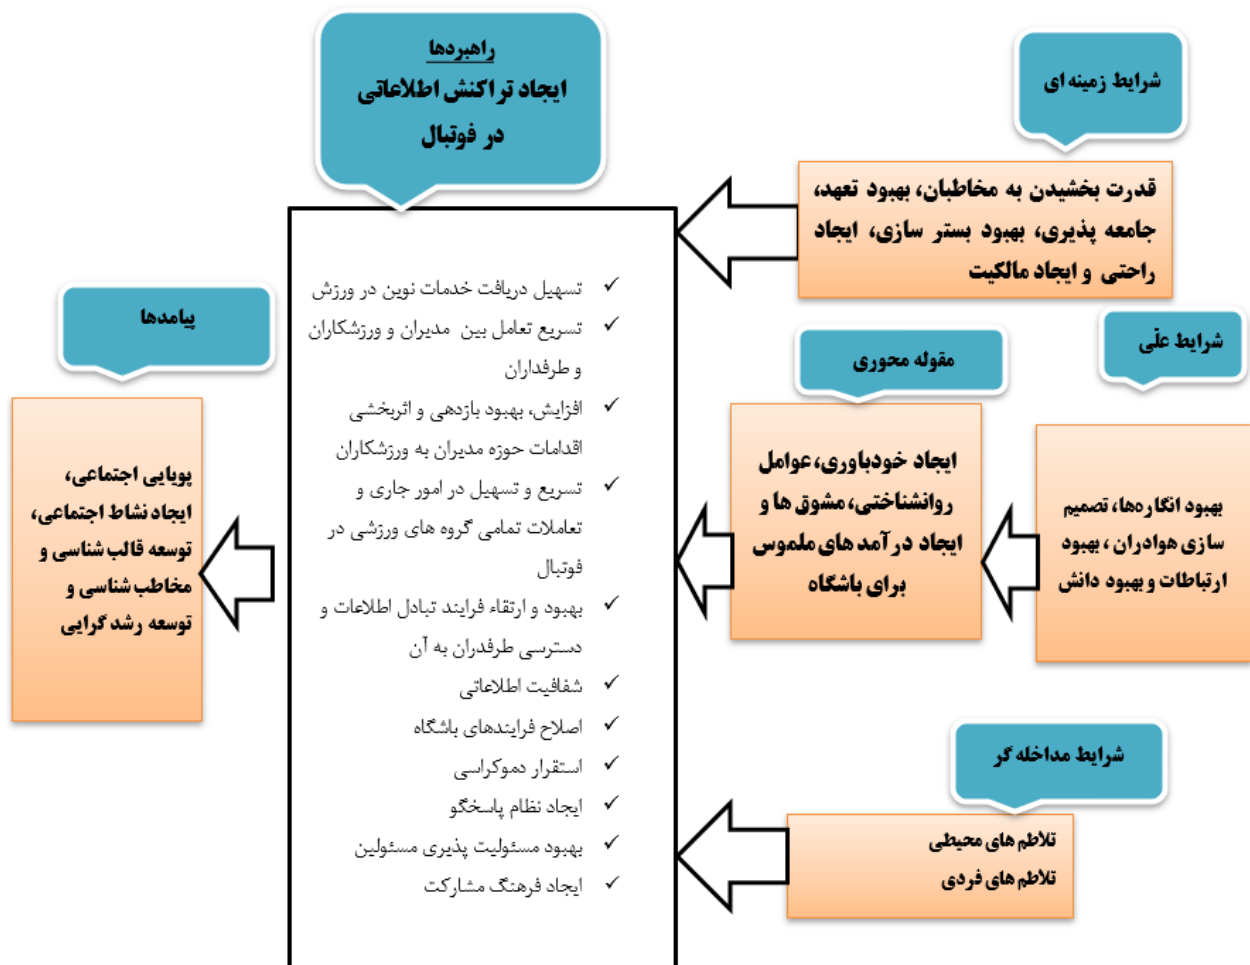 راهبردها
ایجاد تراکنش اطلاعاتی
در فوتبال
شرایط زمینه ای
قدرت بخشیدن به مخاطبان، بهبود تعهد،
جامعه پذیری، بهبود بستر سازی، ایجاد
راحتی و ایجاد مالکیت
شرایط علّی
بهبود انگاره‌ها، تصمیم
سازی هوادران ، بهبود
ارتباطات و بهبود دانش
مقوله محوری
ایجاد خودباوری، عوامل
روانشناختی، مشوق ها و
ایجاد درآمد های ملموس
برای باشگاه
شرایط مداخله گر
تلاطم های محیطی
تلاطم های فردی
✓ تسهیل دریافت خدمات نوین در ورزش
✓ تسریع تعامل بین مدیران و ورزشکاران
و طرفداران
✓ افزایش، بهبود بازدهی و اثربخشی
اقدامات حوزه مدیران به ورزشکاران
✓ تسریع و تسهیل در امور جاری و
تعاملات تمامی گروه های ورزشی در
فوتبال
✓ بهبود و ارتقاء فرایند تبادل اطلاعات و
دسترسی طرفدران به آن
✓ شفافیت اطلاعاتی
✓ اصلاح فرایندهای باشگاه
✓ استقرار دموکراسی
✓ ایجاد نظام پاسخگو
✓ بهبود مسئولیت پذیری مسئولین
✓ ایجاد فرهنگ مشارکت
پیامدها
پویایی اجتماعی،
ایجاد نشاط اجتماعی،
توسعه قالب شناسی و
مخاطب شناسی و
توسعه رشد گرایی